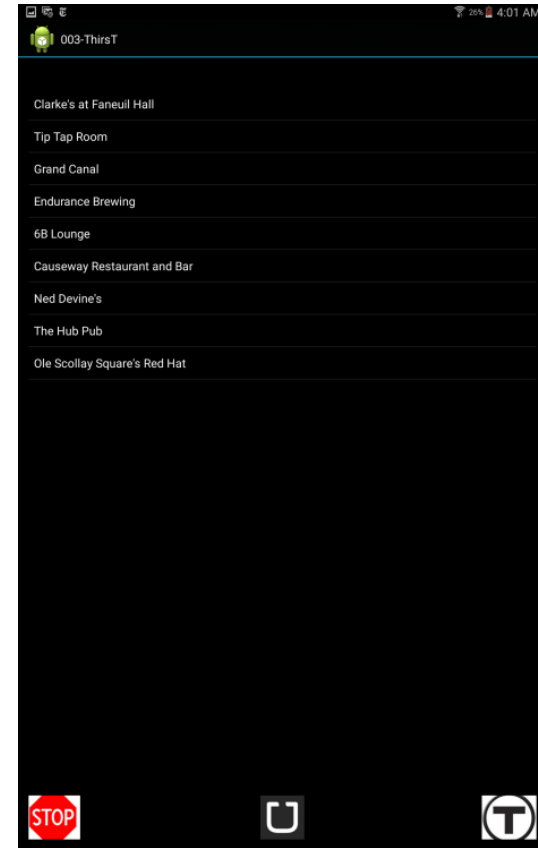 26% 4:01 AM
003-ThirsT
Clarke's at Faneuil Hall
Tip Tap Room
Grand Canal
Endurance Brewing
6B Lounge
Causeway Restaurant and Bar
Ned Devine's
The Hub Pub
Ole Scollay Square's Red Hat
STOP
T